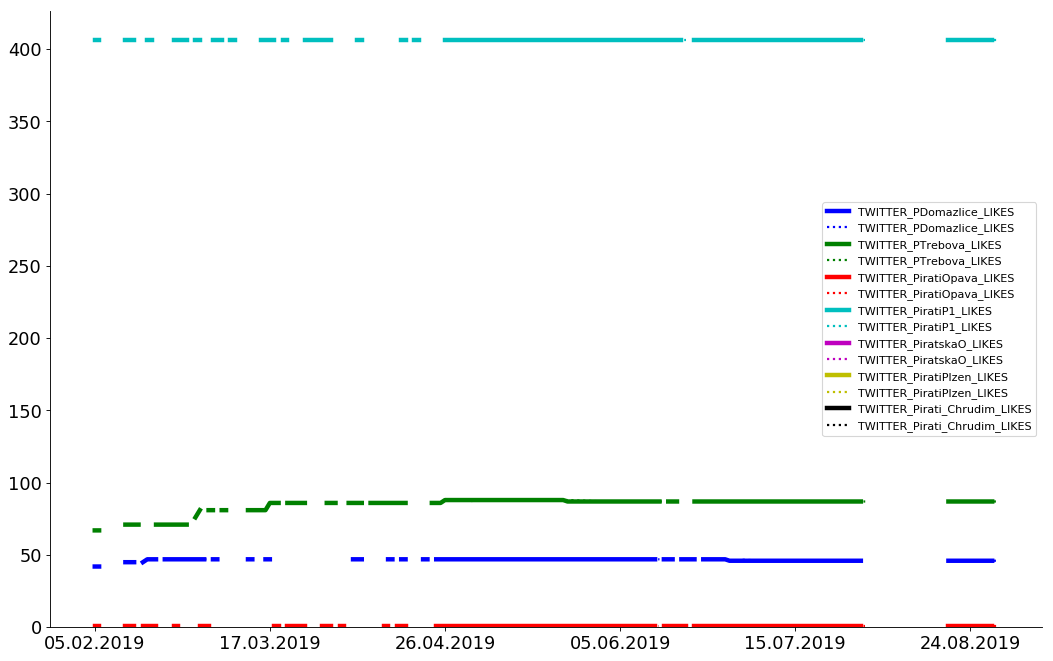 400
350
300
250
200
150
100
50
0
TWITTER_PDomazlice_LIKES
TWITTER_PDomazlice_LIKES
TWITTER_PTrebova_LIKES
TWITTER_PTrebova_LIKES
TWITTER_PiratiOpava_LIKES
TWITTER_PiratiOpava_LIKES
TWITTER_PiratiP1_LIKES
TWITTER_PiratiP1_LIKES
TWITTER_PiratskaO_LIKES
TWITTER_PiratskaO_LIKES
TWITTER_PiratiPlzen_LIKES
TWITTER_PiratiPlzen_LIKES
TWITTER_Pirati_Chrudim_LIKES
TWITTER_Pirati_Chrudim_LIKES
05.02.2019 17.03.2019 26.04.2019 05.06.2019 15.07.2019 24.08.2019